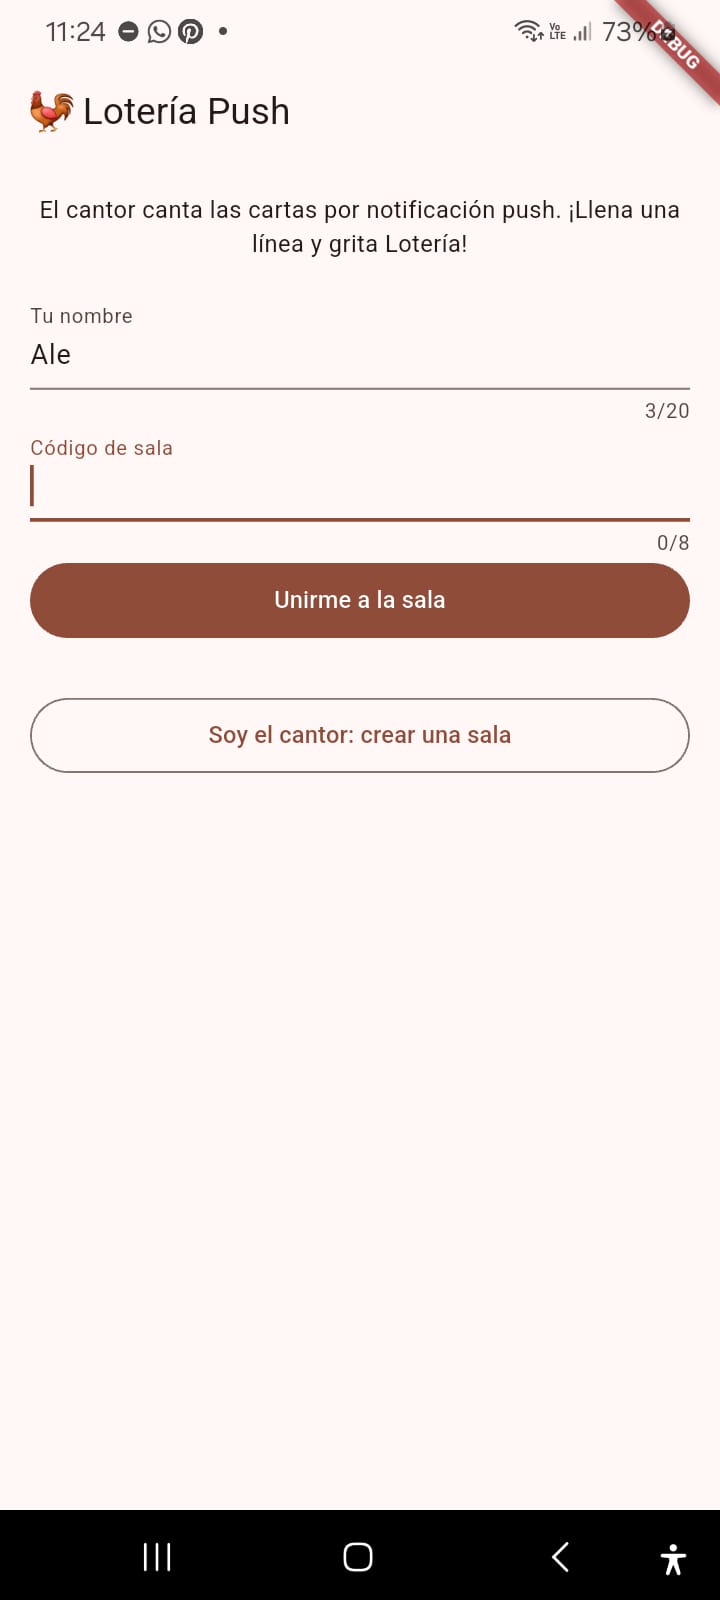 11:24
Vo
LTE
73%
DEBUG
Lotería Push
El cantor canta las cartas por notificación push. ¡Llena una
línea y grita Lotería!
Tu nombre
Ale
3/20
Código de sala
0/8
Unirme a la sala
Soy el cantor: crear una sala